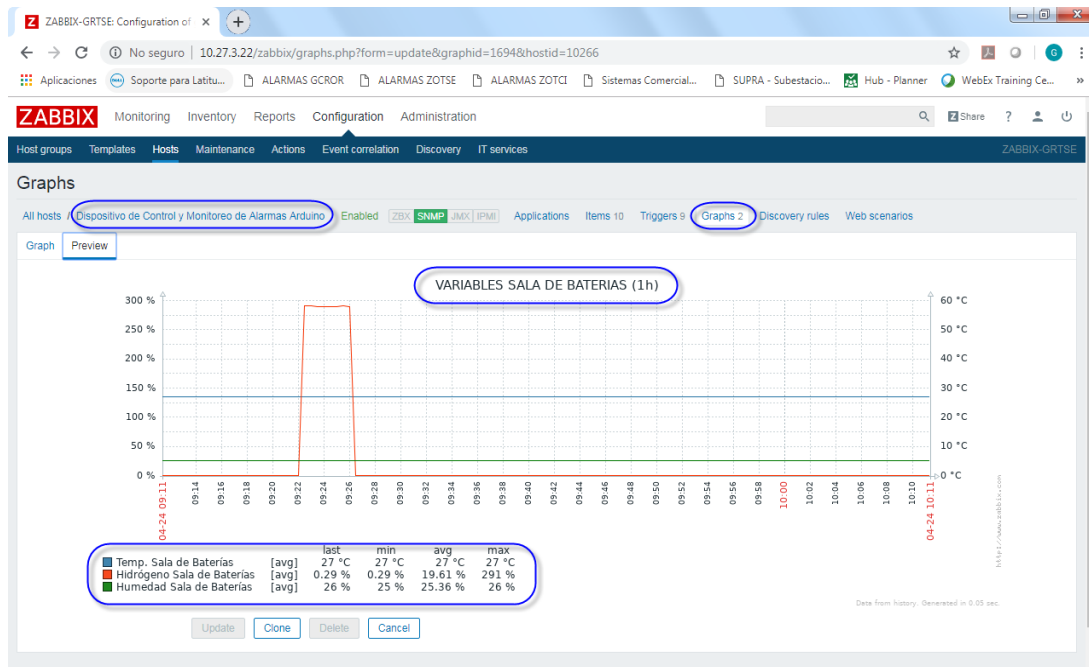 ZABBIX-GRTSE: Configuration of
No seguro | 10.27.3.22/zabbix/graphs.php?form=update&graphid=1694&hostid=10266
Aplicaciones Soporte para Latitu... ALARMAS GCROR ALARMAS ZOTSE ALARMAS ZOTCI Sistemas Comercial... SUPRA - Subestacio... Hub - Planner WebEx Training Ce... »
ZABBIX Monitoring Inventory Reports Configuration Administration Z Share ?
Host groups Templates Hosts Maintenance Actions Event correlation Discovery IT services ZABBIX-GRTSE
Graphs
All hosts / Dispositivo de Control y Monitoreo de Alarmas Arduino Enabled ZBX SNMP JMX IPMI Applications Items 10 Triggers 9 Graphs 2 Discovery rules Web scenarios
Graph Preview
VARIABLES SALA DE BATERIAS (1h)
300 % 60 °C
250 % 50 °C
200 % 40 °C
150 % 30 °C
100 % 20 °C
50 % 10 °C
0 % 0 °C
04-24 09:11 09:14 09:16 09:18 09:20 09:22 09:24 09:26 09:28 09:30 09:32 09:34 09:36 09:38 09:40 09:42 09:44 09:46 09:48 09:50 09:52 09:54 09:56 09:58 10:00 10:02 10:04 10:06 10:08 10:10 04-24 10:11
http://www.zabbix.com
last min avg max
Temp. Sala de Baterías [avg] 27 °C 27 °C 27 °C 27 °C
Hidrógeno Sala de Baterías [avg] 0.29 % 0.29 % 19.61 % 291 %
Humedad Sala de Baterías [avg] 26 % 25 % 25.36 % 26 %
Data from history. Generated in 0.05 sec.
Update Clone Delete Cancel